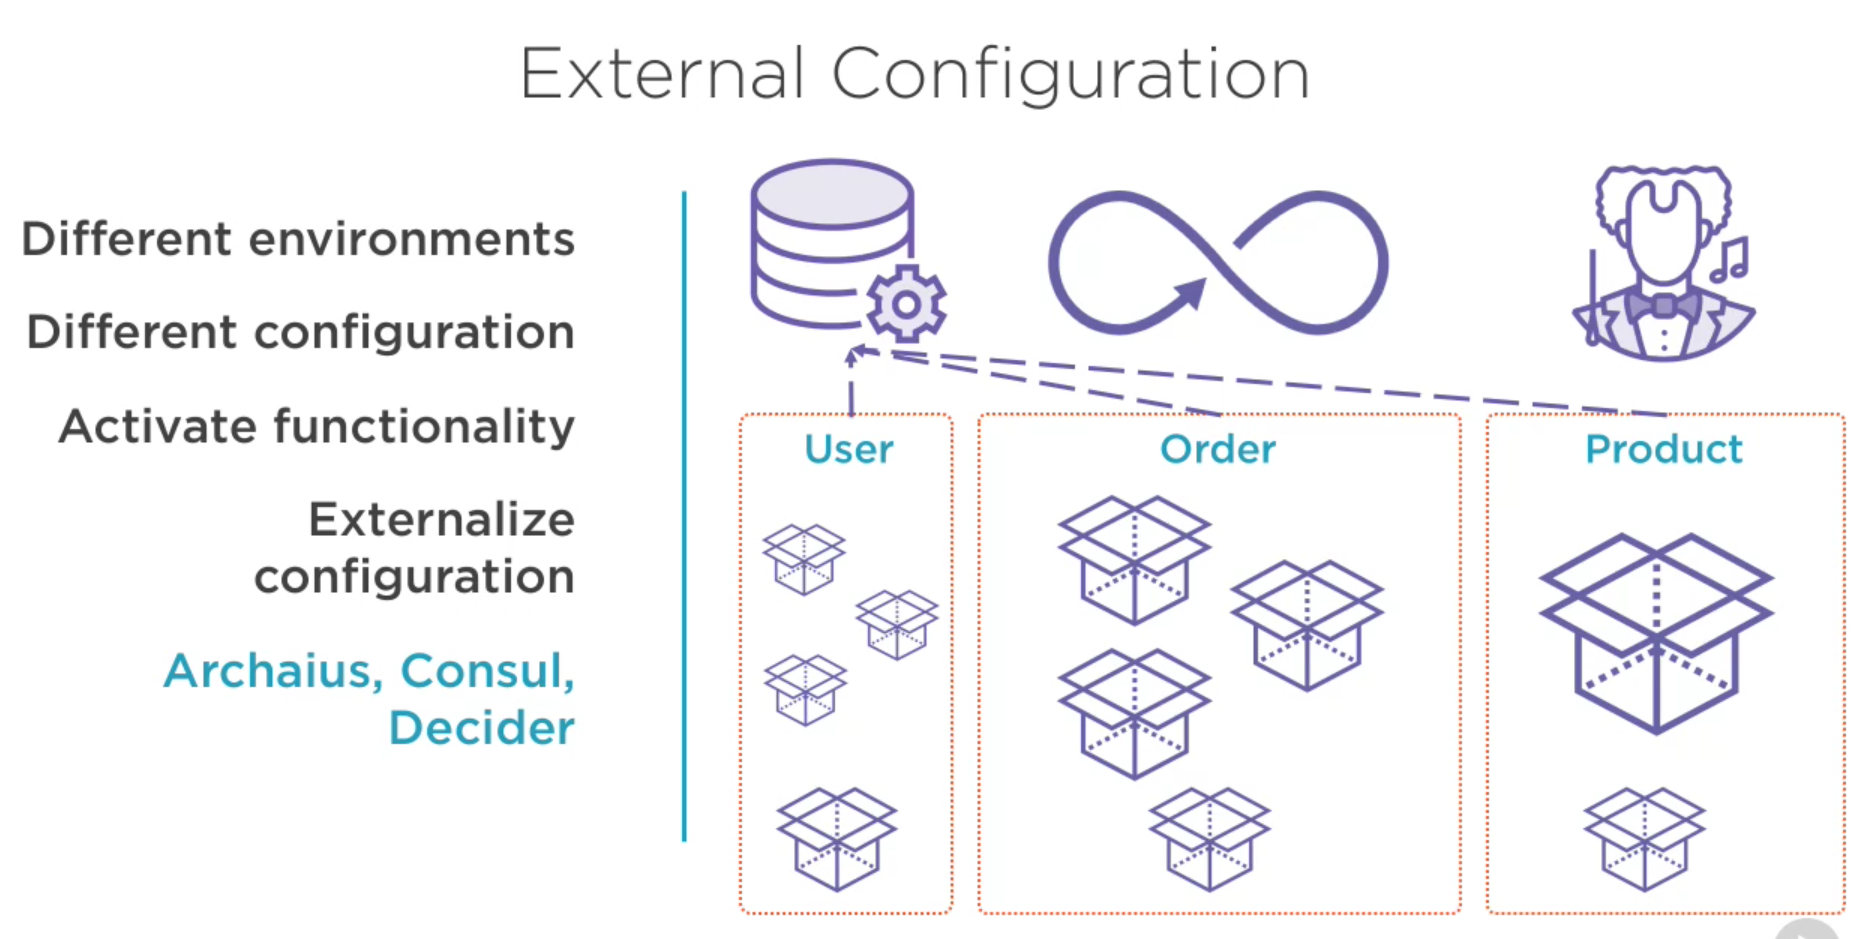 External Configuration
Different environments
Different configuration
Activate functionality
Externalize
configuration
Archaius, Consul,
Decider
User
Order
Product